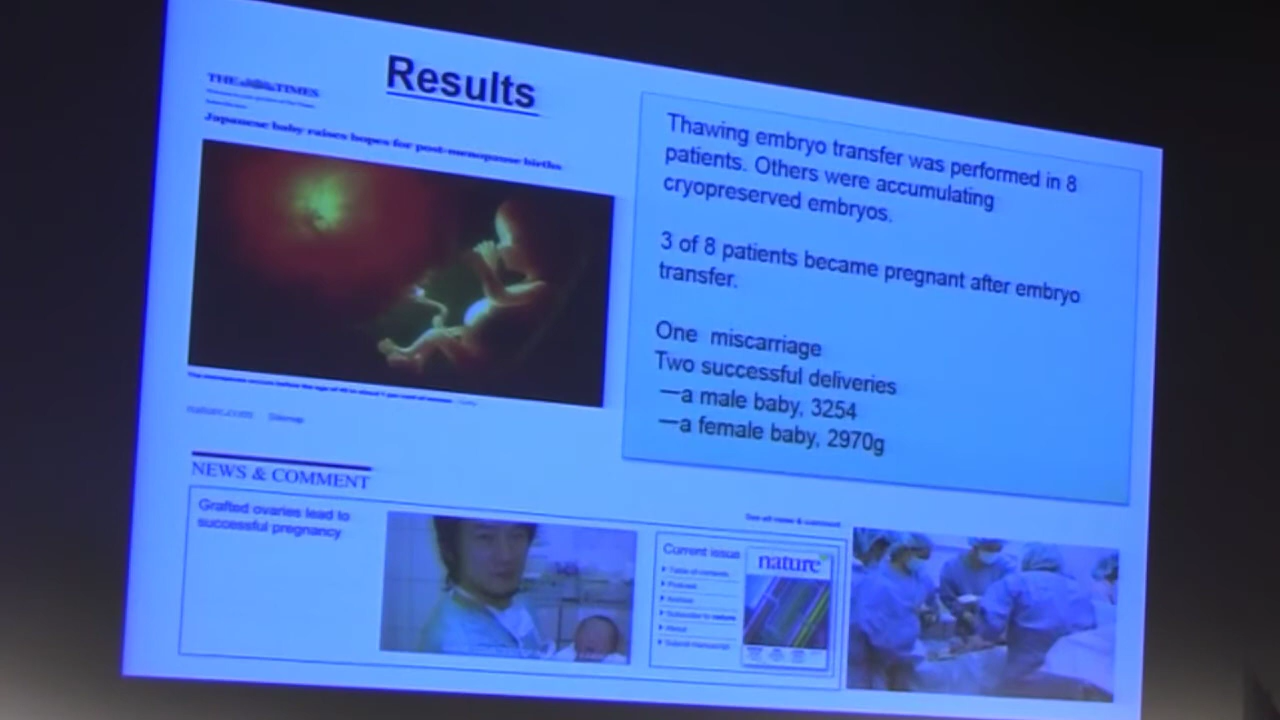 Results
THE TIMES
Japanese baby raises hopes for post-menopause births
Thawing embryo transfer was performed in 8
patients. Others were accumulating
cryopreserved embryos.
3 of 8 patients became pregnant after embryo
transfer.
One miscarriage
Two successful deliveries
—a male baby, 3254
—a female baby, 2970g
nature.com Sitemap
NEWS & COMMENT
Grafted ovaries lead to
successful pregnancy
See all news & comment
Current issue
nature
Table of contents
Podcast
Archive
Subscribe to nature
About
Submit manuscript